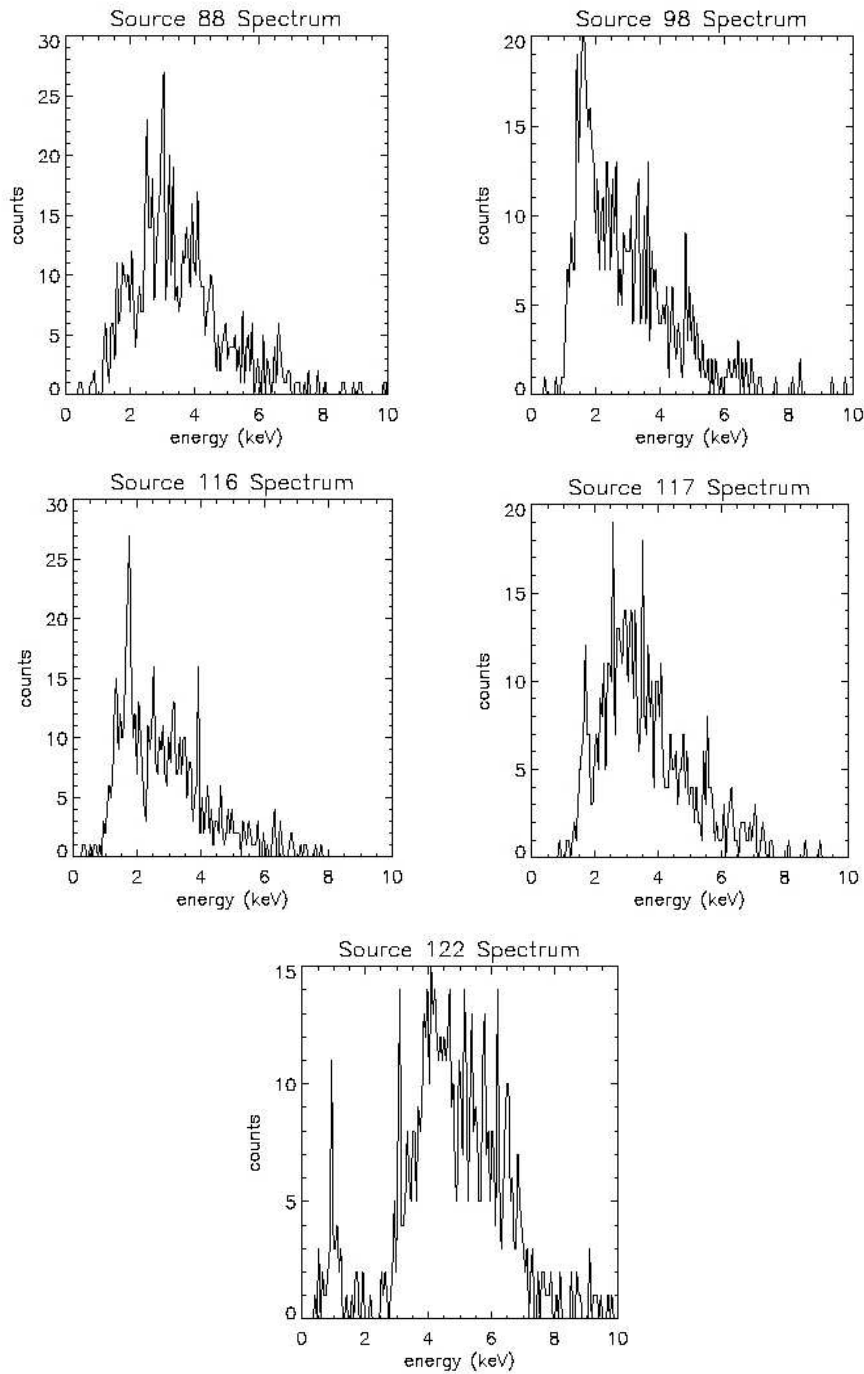 Source 88 Spectrum
30
25
20
15
10
5
0
counts
0 2 4 6 8 10
energy (keV)
Source 98 Spectrum
20
15
10
5
0
counts
0 2 4 6 8 10
energy (keV)
Source 116 Spectrum
30
25
20
15
10
5
0
counts
0 2 4 6 8 10
energy (keV)
Source 117 Spectrum
20
15
10
5
0
counts
0 2 4 6 8 10
energy (keV)
Source 122 Spectrum
15
10
5
0
counts
0 2 4 6 8 10
energy (keV)